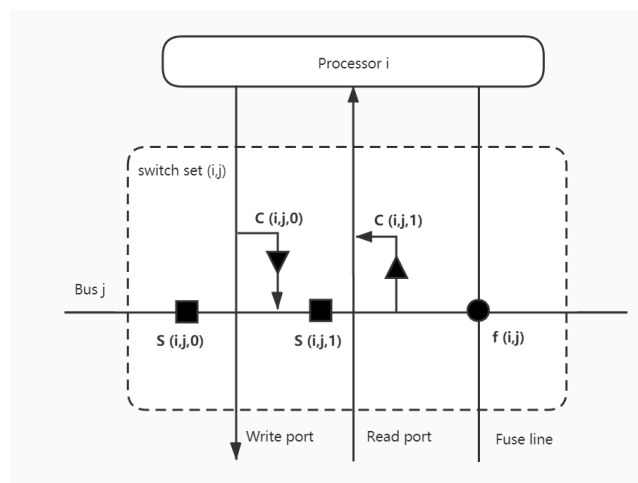 Processor i
switch set (i,j)
C (i,j,0)
C (i,j,1)
Bus j
S (i,j,0)
S (i,j,1)
f (i,j)
Write port
Read port
Fuse line